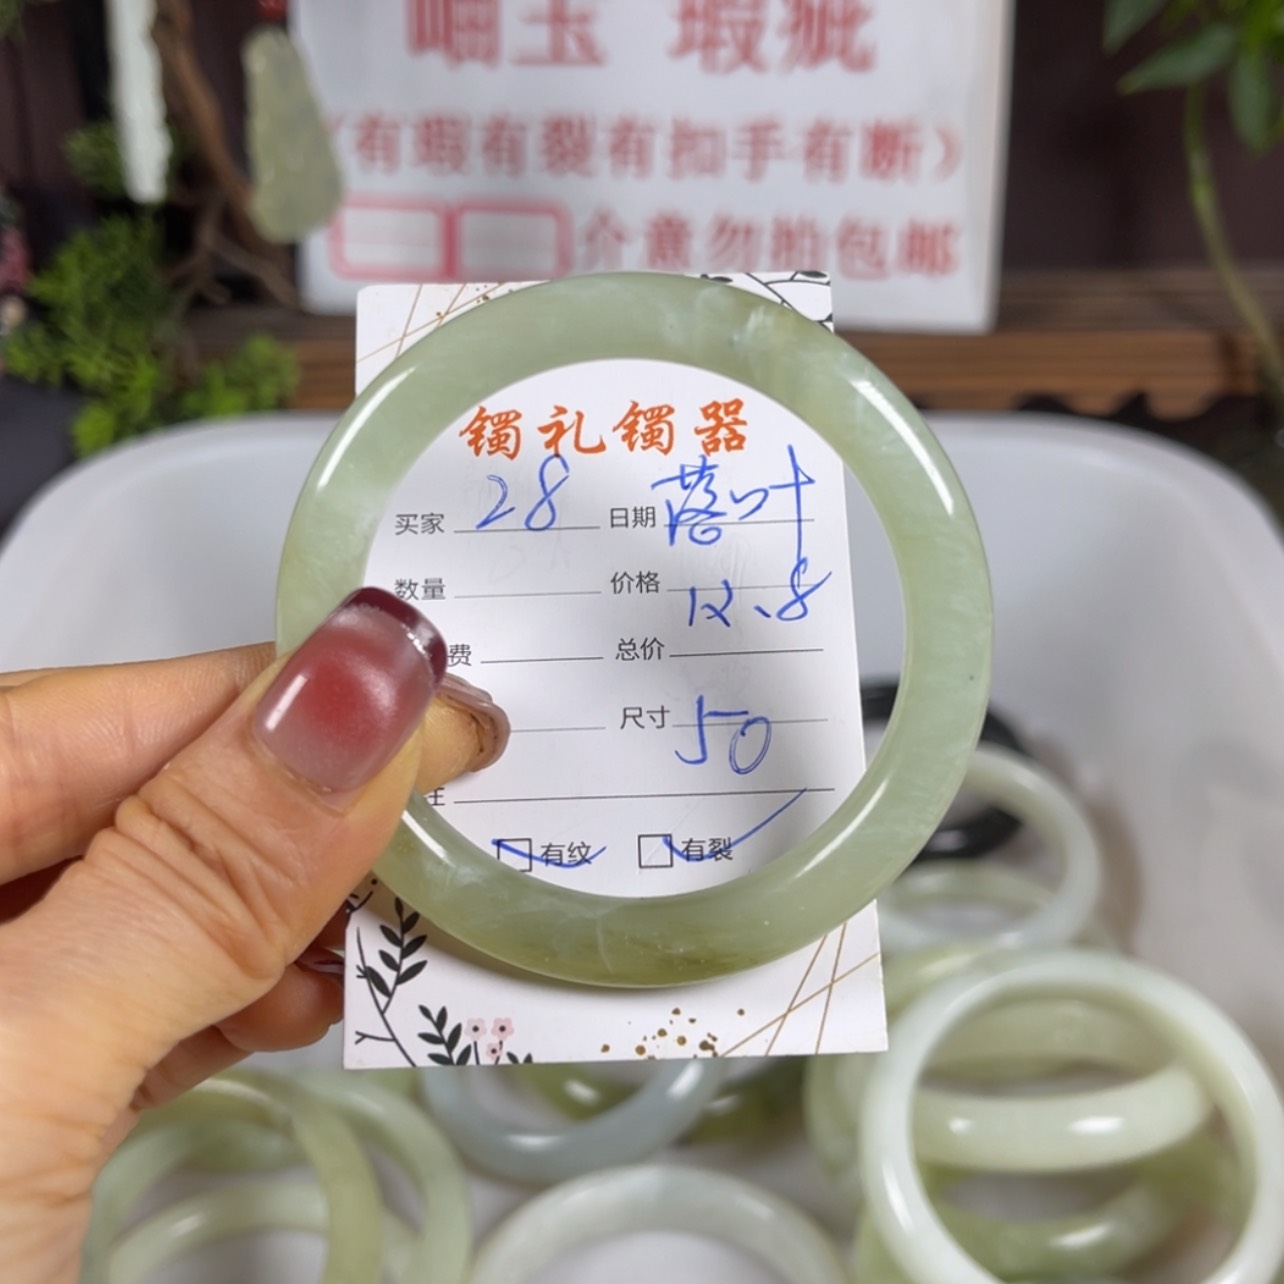 岫玉 瑕疵
(有瑕有裂有扣手有断)
介意勿拍包邮
镯礼镯器
买家 28 日期 落叶
数量 价格 12.8
费 总价
尺寸 50
注
有纹 有裂